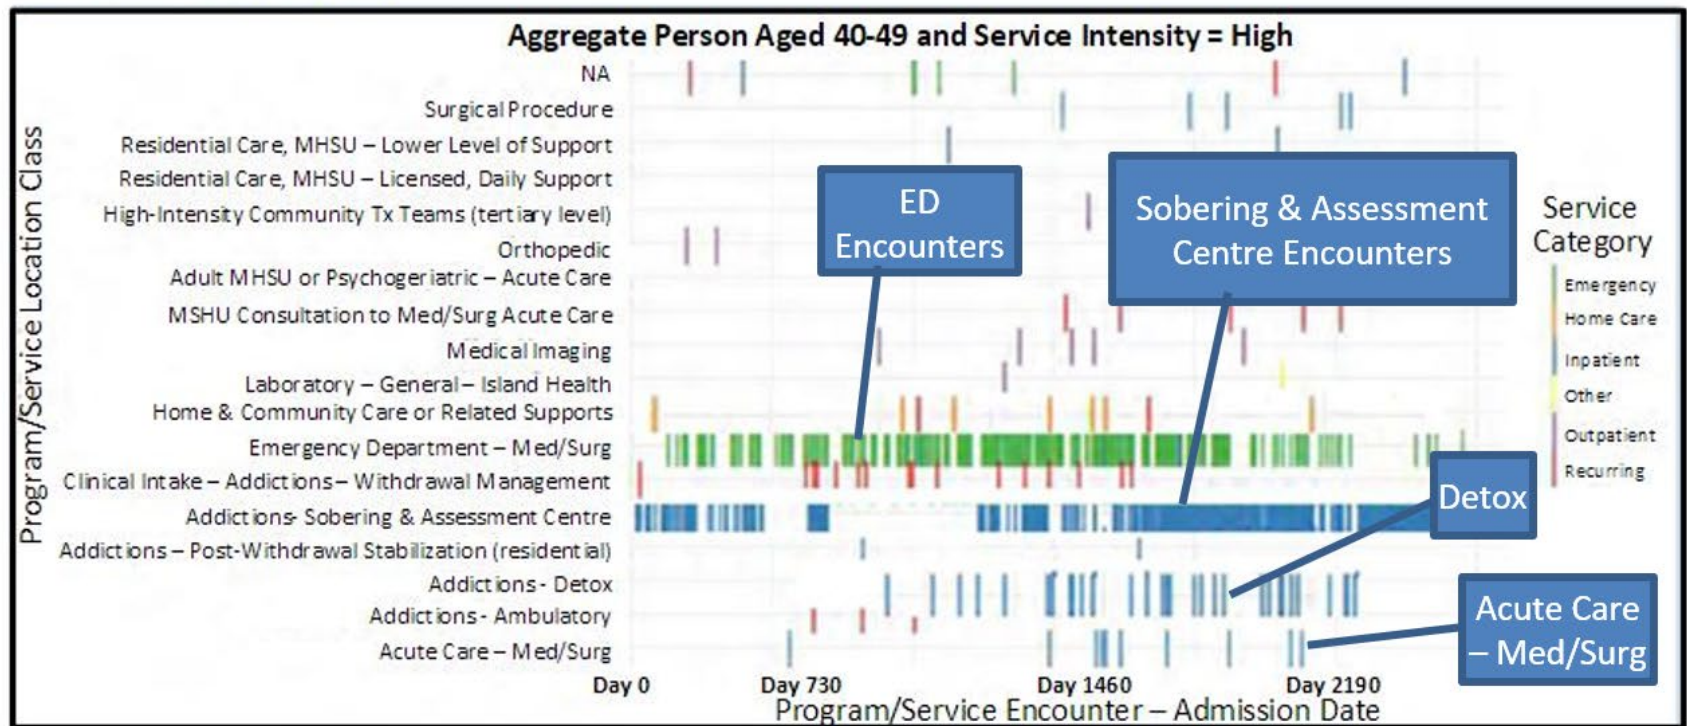 Aggregate Person Aged 40-49 and Service Intensity = High
Program/Service Location Class
NA
Surgical Procedure
Residential Care, MHSU – Lower Level of Support
Residential Care, MHSU – Licensed, Daily Support
High-Intensity Community Tx Teams (tertiary level)
Orthopedic
Adult MHSU or Psychogeriatric – Acute Care
MSHU Consultation to Med/Surg Acute Care
Medical Imaging
Laboratory – General – Island Health
Home & Community Care or Related Supports
Emergency Department – Med/Surg
Clinical Intake – Addictions – Withdrawal Management
Addictions- Sobering & Assessment Centre
Addictions – Post-Withdrawal Stabilization (residential)
Addictions - Detox
Addictions - Ambulatory
Acute Care – Med/Surg
ED
Encounters
Sobering & Assessment
Centre Encounters
Detox
Acute Care
– Med/Surg
Service
Category
Emergency
Home Care
Inpatient
Other
Outpatient
Recurring
Day 0
Day 730
Day 1460
Day 2190
Program/Service Encounter – Admission Date